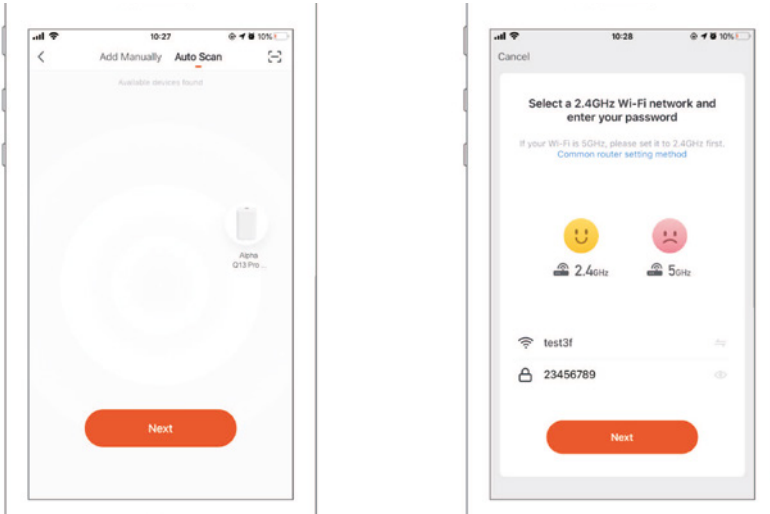 10:27
10%
Add Manually Auto Scan
Available devices found
Alpha
Q13 Pro ...
Next
10:28
10%
Cancel
Select a 2.4GHz Wi-Fi network and
enter your password
If your Wi-Fi is 5GHz, please set it to 2.4GHz first.
Common router setting method
2.4GHz
5GHz
test3f
23456789
Next